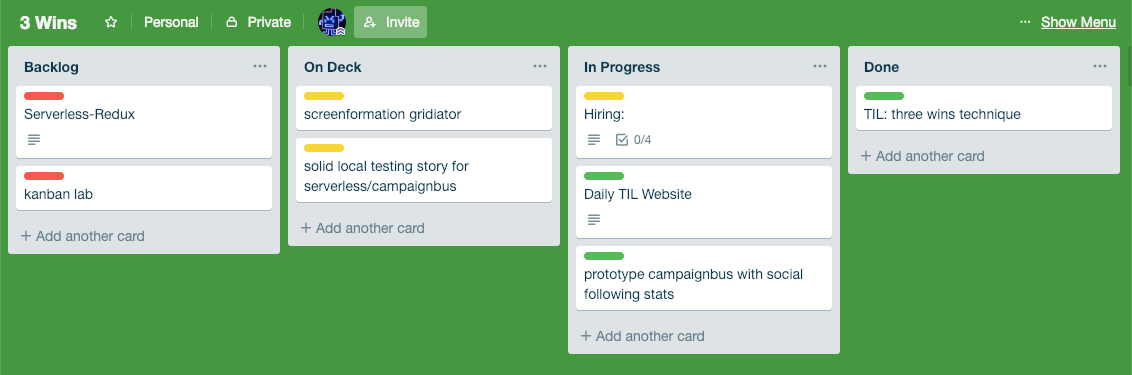 3 Wins
Personal
Private
Invite
Show Menu
Backlog
Serverless-Redux
kanban lab
+ Add another card
On Deck
screenformation gridiator
solid local testing story for
serverless/campaignbus
+ Add another card
In Progress
Hiring:
0/4
Daily TIL Website
prototype campaignbus with social
following stats
+ Add another card
Done
TIL: three wins technique
+ Add another card